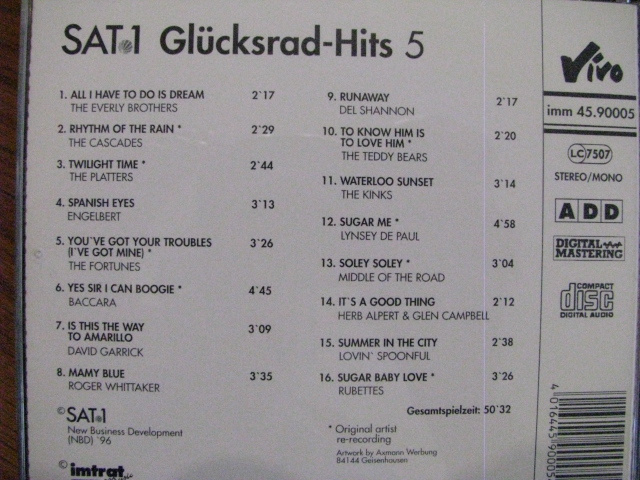 SAT.1 Glücksrad-Hits 5
1. ALL I HAVE TO DO IS DREAM 2'17
THE EVERLY BROTHERS
2. RHYTHM OF THE RAIN * 2'29
THE CASCADES
3. TWILIGHT TIME * 2'44
THE PLATTERS
4. SPANISH EYES 3'13
ENGELBERT
5. YOU'VE GOT YOUR TROUBLES
(I'VE GOT MINE) * 3'26
THE FORTUNES
6. YES SIR I CAN BOOGIE * 4'45
BACCARA
7. IS THIS THE WAY
TO AMARILLO 3'09
DAVID GARRICK
8. MAMY BLUE 3'35
ROGER WHITTAKER
© SAT.1
New Business Development
(NBD) '96
© imtrat
9. RUNAWAY 2'17
DEL SHANNON
10. TO KNOW HIM IS
TO LOVE HIM * 2'20
THE TEDDY BEARS
11. WATERLOO SUNSET 3'14
THE KINKS
12. SUGAR ME * 4'58
LYNSEY DE PAUL
13. SOLEY SOLEY * 3'04
MIDDLE OF THE ROAD
14. IT'S A GOOD THING 2'12
HERB ALPERT & GLEN CAMPBELL
15. SUMMER IN THE CITY 2'38
LOVIN' SPOONFUL
16. SUGAR BABY LOVE * 3'26
RUBETTES
Gesamtspielzeit: 50'32
* Original artist
re-recording
Artwork by Axmann Werbung
84144 Geisenhausen
Vivo
imm 45.90005
LC 7507
STEREO/MONO
ADD
DIGITAL
MASTERING
COMPACT
disc
DIGITAL AUDIO
4 016445 90005